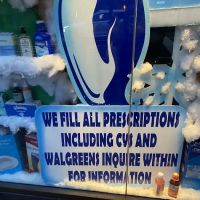 WE FILL ALL PRESCRIPTIONS
INCLUDING CVS AND
WALGREENS INQUIRE WITHIN
FOR INFORMATION